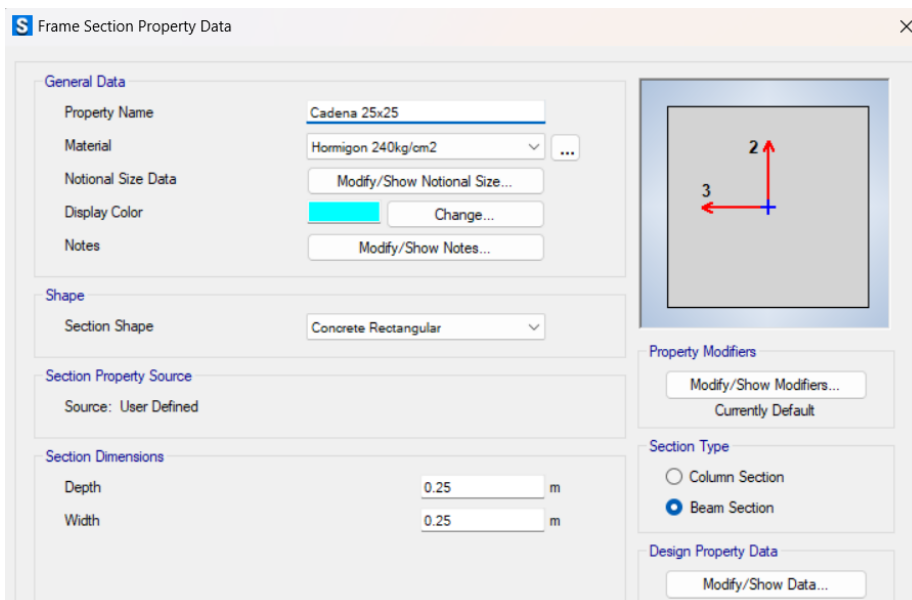 S Frame Section Property Data
General Data
Property Name Cadena 25x25
Material Hormigon 240kg/cm2 ...
Notional Size Data Modify/Show Notional Size...
Display Color Change...
Notes Modify/Show Notes...
Shape
Section Shape Concrete Rectangular
Section Property Source
Source: User Defined
Section Dimensions
Depth 0.25 m
Width 0.25 m
2
3
Property Modifiers
Modify/Show Modifiers...
Currently Default
Section Type
Column Section
Beam Section
Design Property Data
Modify/Show Data...